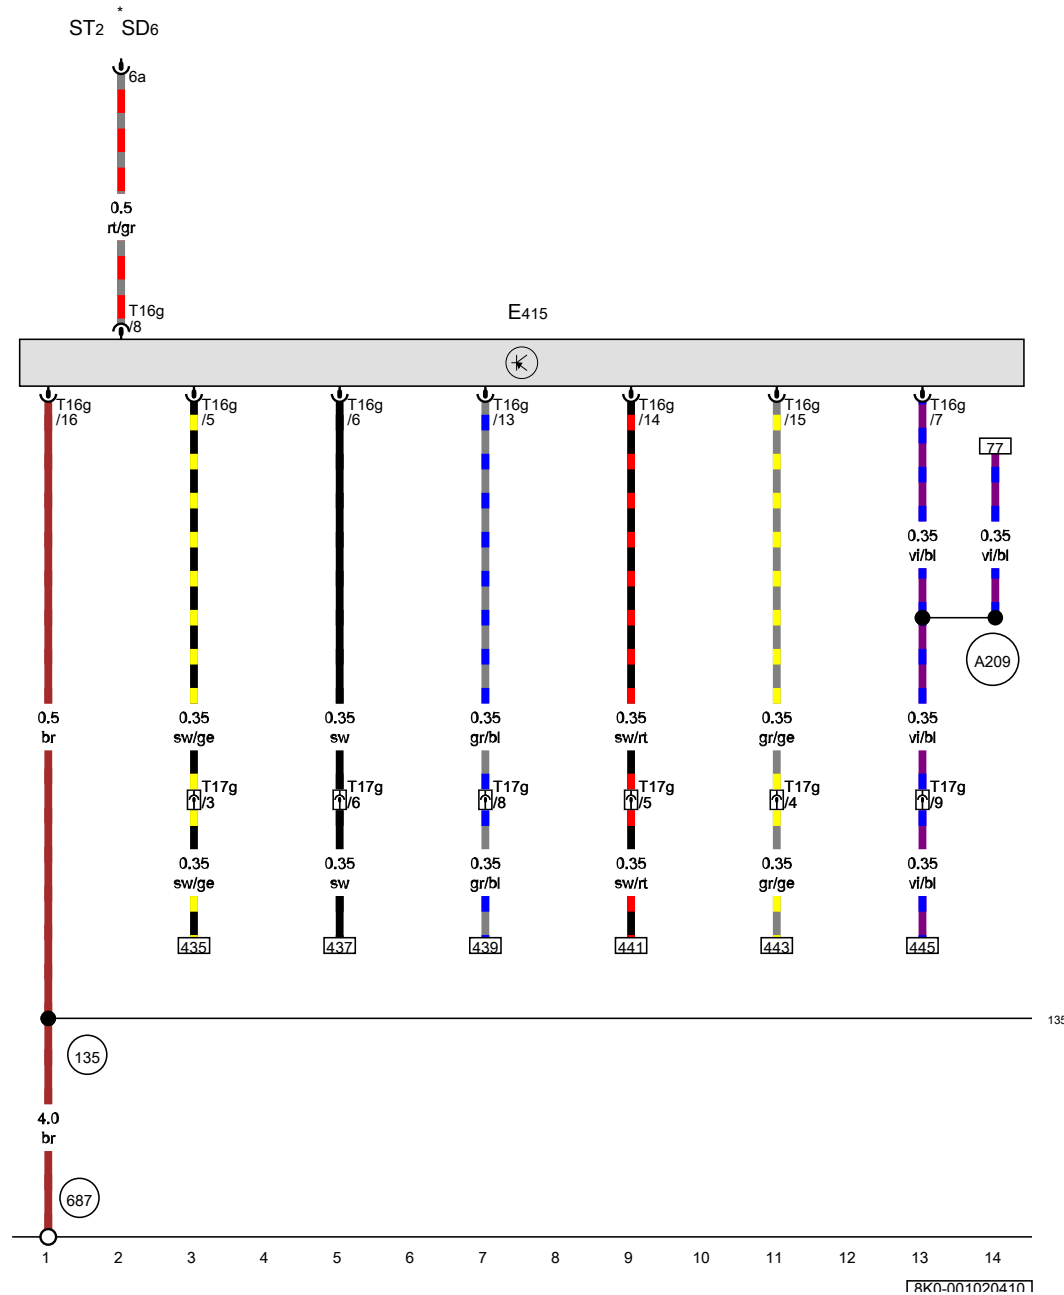 *
ST2 SD6
6a
0.5
rt/gr
T16g
/8
E415
T16g
/16
T16g
/5
T16g
/6
T16g
/13
T16g
/14
T16g
/15
T16g
/7
77
0.35
vi/bl
0.35
vi/bl
A209
0.5
br
0.35
sw/ge
0.35
sw
0.35
gr/bl
0.35
sw/rt
0.35
gr/ge
0.35
vi/bl
T17g
/3
T17g
/6
T17g
/8
T17g
/5
T17g
/4
T17g
/9
0.35
sw/ge
0.35
sw
0.35
gr/bl
0.35
sw/rt
0.35
gr/ge
0.35
vi/bl
435 437 439 441 443 445
135
135
4.0
br
687
1 2 3 4 5 6 7 8 9 10 11 12 13 14
8K0-001020410